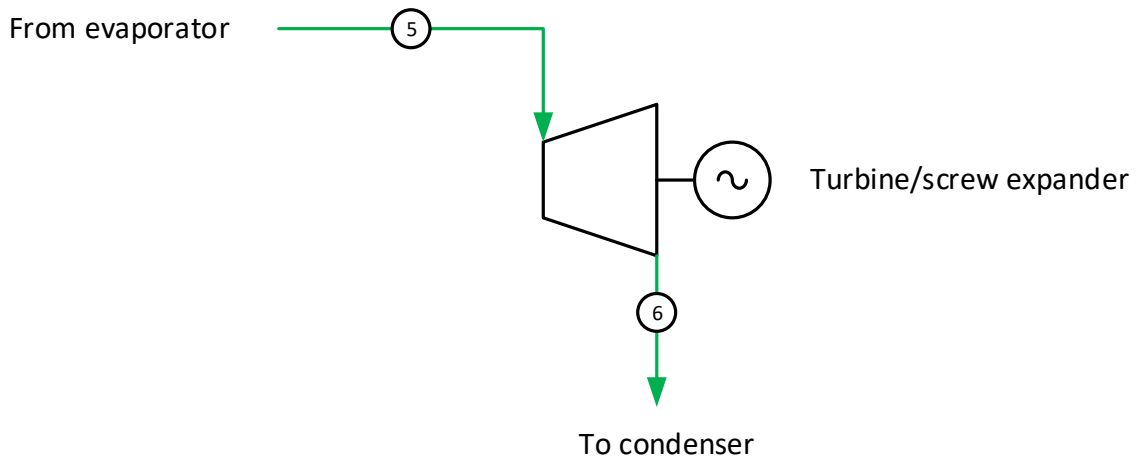 From evaporator
5
Turbine/screw expander
6
To condenser